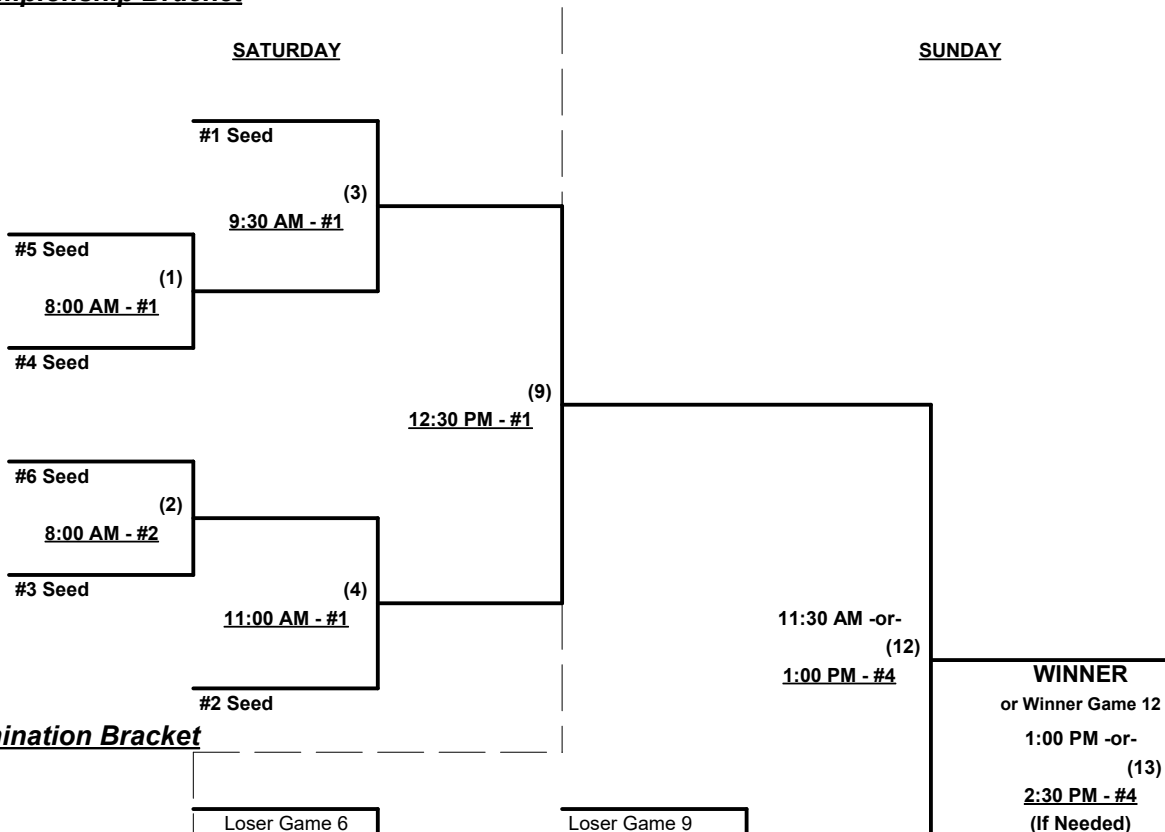 SATURDAY
SUNDAY
#1 Seed
(3)
9:30 AM - #1
#5 Seed
(1)
8:00 AM - #1
#4 Seed
(9)
12:30 PM - #1
#6 Seed
(2)
8:00 AM - #2
#3 Seed
(4)
11:00 AM - #1
11:30 AM -or-
(12)
1:00 PM - #4
WINNER
#2 Seed
or Winner Game 12
Bracket
1:00 PM -or-
(13)
2:30 PM - #4
Loser Game 6
Loser Game 9
(If Needed)